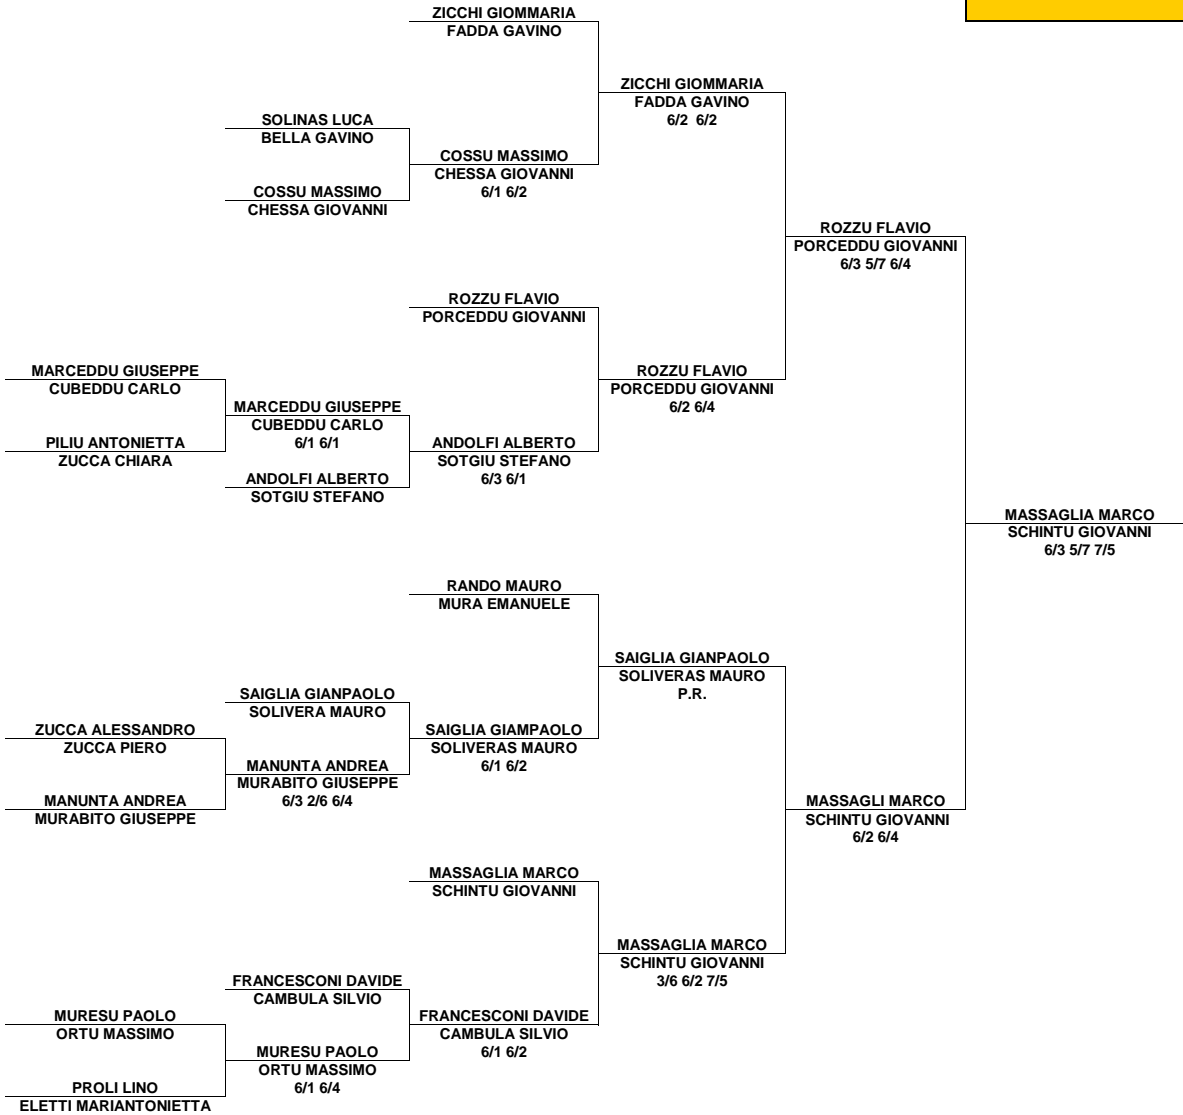 ZICCHI GIOMMARIA
FADDA GAVINO
ZICCHI GIOMMARIA
FADDA GAVINO
6/2 6/2
SOLINAS LUCA
BELLA GAVINO
COSSU MASSIMO
CHESSA GIOVANNI
6/1 6/2
COSSU MASSIMO
CHESSA GIOVANNI
ROZZU FLAVIO
PORCEDDU GIOVANNI
6/3 5/7 6/4
ROZZU FLAVIO
PORCEDDU GIOVANNI
MARCEDDU GIUSEPPE
CUBEDDU CARLO
ROZZU FLAVIO
PORCEDDU GIOVANNI
6/2 6/4
MARCEDDU GIUSEPPE
CUBEDDU CARLO
6/1 6/1
PILIU ANTONIETTA
ZUCCA CHIARA
ANDOLFI ALBERTO
SOTGIU STEFANO
6/3 6/1
ANDOLFI ALBERTO
SOTGIU STEFANO
MASSAGLIA MARCO
SCHINTU GIOVANNI
6/3 5/7 7/5
RANDO MAURO
MURA EMANUELE
SAIGLIA GIANPAOLO
SOLIVERAS MAURO
P.R.
SAIGLIA GIANPAOLO
SOLIVERA MAURO
ZUCCA ALESSANDRO
ZUCCA PIERO
SAIGLIA GIAMPAOLO
SOLIVERAS MAURO
6/1 6/2
MANUNTA ANDREA
MURABITO GIUSEPPE
6/3 2/6 6/4
MANUNTA ANDREA
MURABITO GIUSEPPE
MASSAGLI MARCO
SCHINTU GIOVANNI
6/2 6/4
MASSAGLIA MARCO
SCHINTU GIOVANNI
MASSAGLIA MARCO
SCHINTU GIOVANNI
3/6 6/2 7/5
FRANCESCONI DAVIDE
CAMBULA SILVIO
MURESU PAOLO
ORTU MASSIMO
FRANCESCONI DAVIDE
CAMBULA SILVIO
6/1 6/2
MURESU PAOLO
ORTU MASSIMO
6/1 6/4
PROLI LINO
ELETTI MARIANTONIETTA